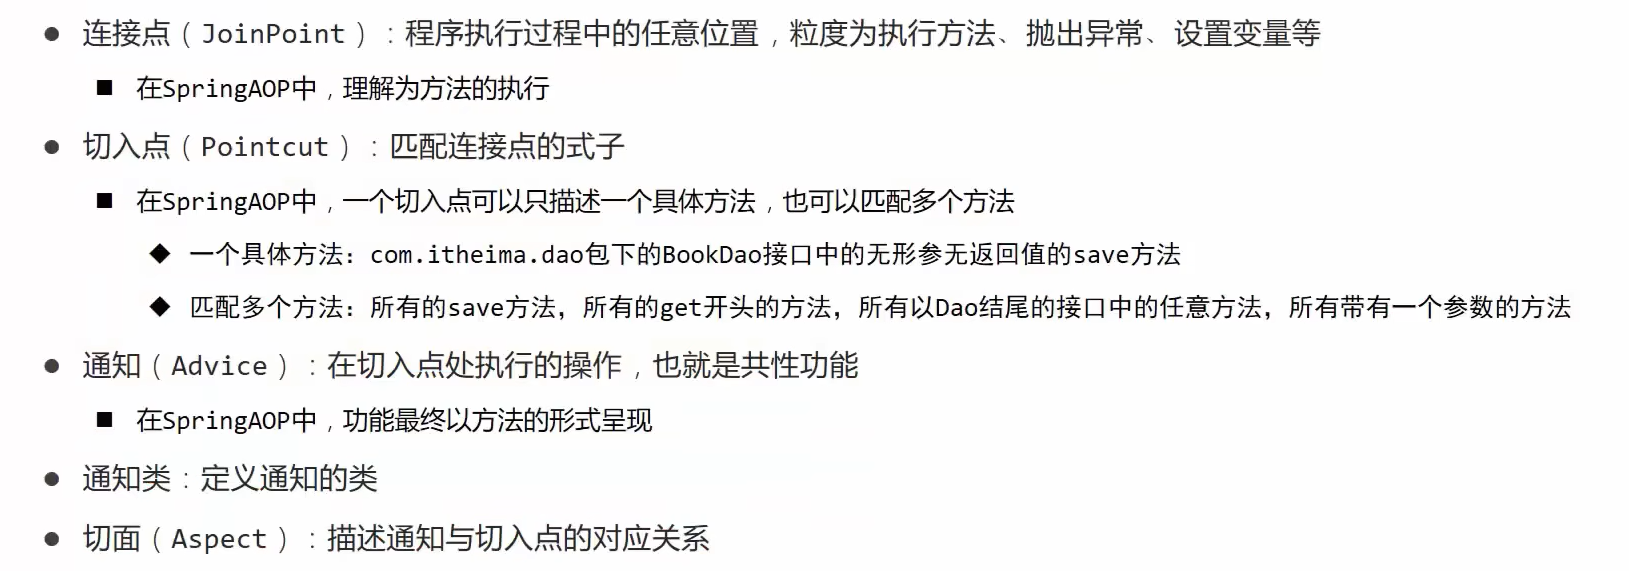 ● 连接点（JoinPoint）：程序执行过程中的任意位置，粒度为执行方法、抛出异常、设置变量等
■ 在SpringAOP中，理解为方法的执行
● 切入点（Pointcut）：匹配连接点的式子
■ 在SpringAOP中，一个切入点可以只描述一个具体方法，也可以匹配多个方法
◆ 一个具体方法：com.itheima.dao包下的BookDao接口中的无形参无返回值的save方法
◆ 匹配多个方法：所有的save方法，所有的get开头的方法，所有以Dao结尾的接口中的任意方法，所有带有一个参数的方法
● 通知（Advice）：在切入点处执行的操作，也就是共性功能
■ 在SpringAOP中，功能最终以方法的形式呈现
● 通知类：定义通知的类
● 切面（Aspect）：描述通知与切入点的对应关系